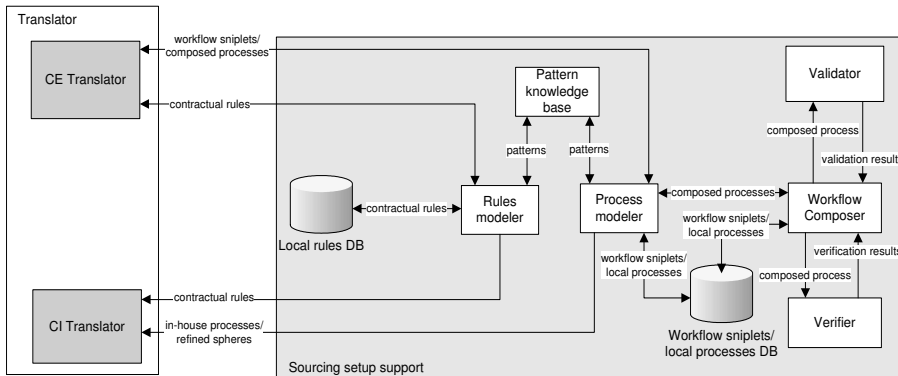 Translator
CE Translator
CI Translator
workflow sniplets/
composed processes
contractual rules
Pattern
knowledge
base
patterns
patterns
Validator
composed process
validation result
contractual rules
Local rules DB
Rules
modeler
Process
modeler
composed processes
Workflow
Composer
workflow sniplets/
local processes
workflow sniplets/
local processes
verification results
composed process
contractual rules
in-house processes/
refined spheres
Workflow sniplets/
local processes DB
Verifier
Sourcing setup support